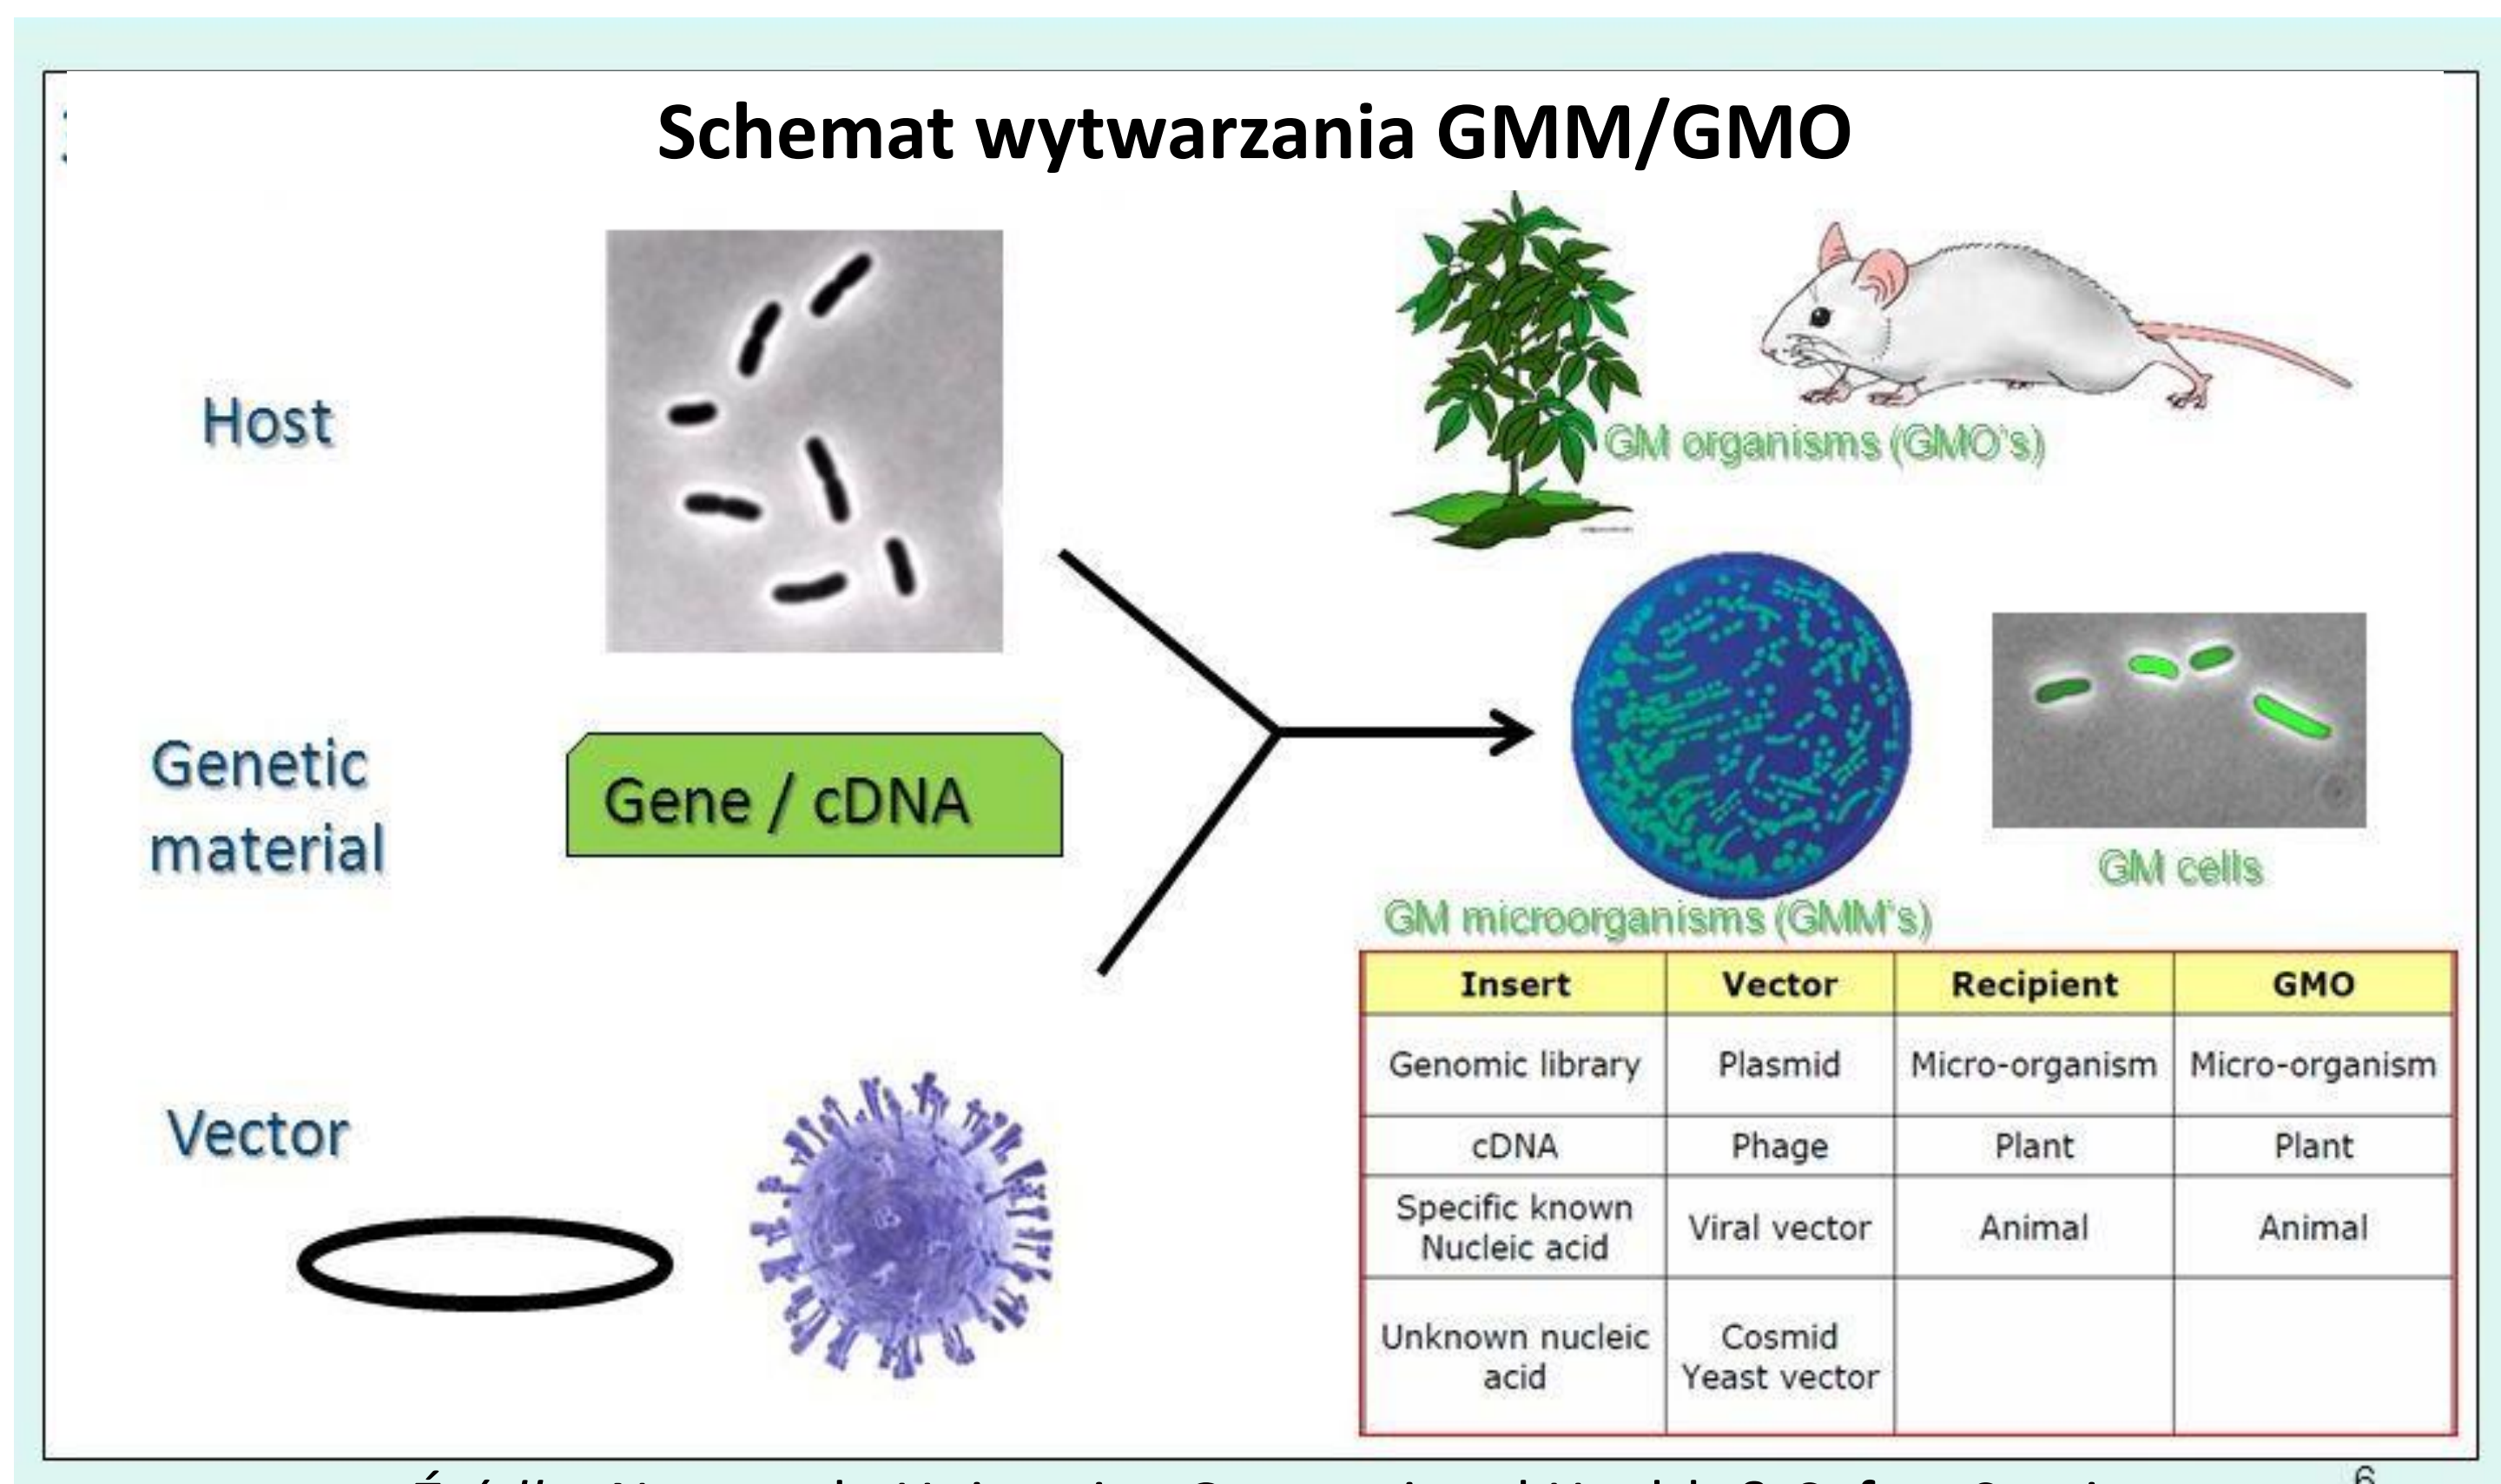 Schemat wytwarzania GMM/GMO
Host
GM organisms (GMO's)
Genetic
material
Gene / cDNA
GM cells
GM microorganisms (GMM's)
Vector
Insert Vector Recipient GMO
Genomic library Plasmid Micro-organism Micro-organism
cDNA Phage Plant Plant
Specific known
Nucleic acid Viral vector Animal Animal
Unknown nucleic
acid Cosmid
Yeast vector
6